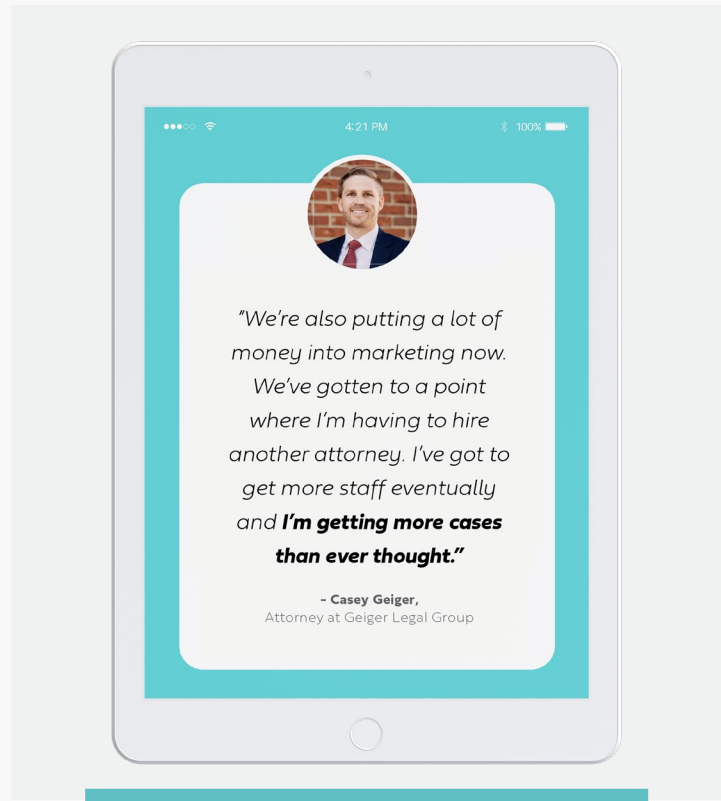 4:21 PM
100%
"We're also putting a lot of
money into marketing now.
We've gotten to a point
where I'm having to hire
another attorney. I've got to
get more staff eventually
and I'm getting more cases
than ever thought."
- Casey Geiger,
Attorney at Geiger Legal Group